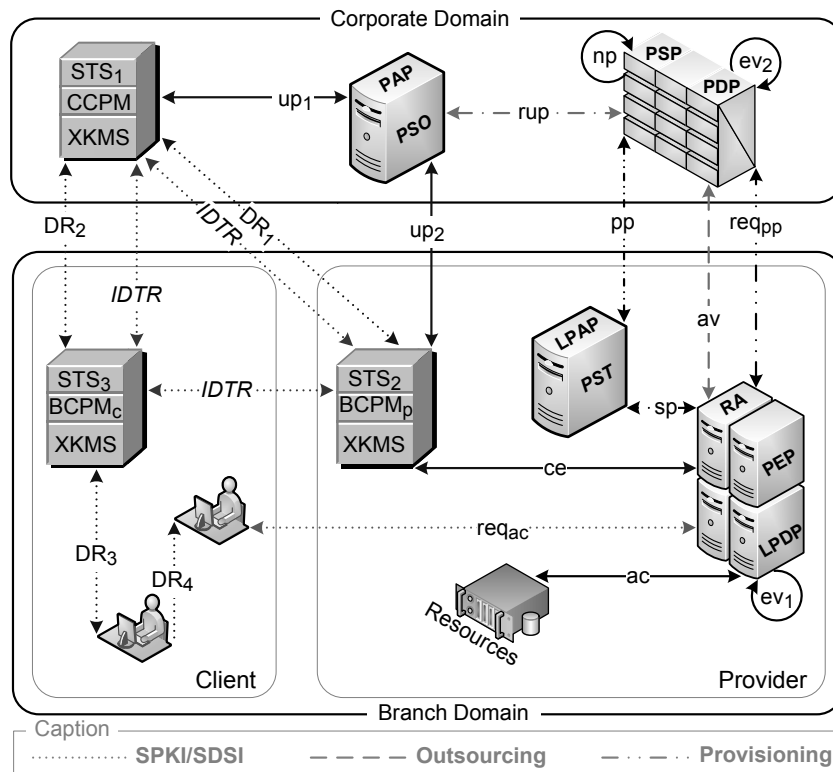 Corporate Domain
STS1
CCPM
XKMS
up1
PAP
PSO
rup
np
PSP
PDP
ev2
DR2
IDTR
IDTR
DR1
up2
pp
reqpp
av
STS3
BCPMc
XKMS
IDTR
STS2
BCPMp
XKMS
LPAP
PST
sp
RA
PEP
LPDP
ce
reqac
DR3
DR4
ac
ev1
Resources
Client
Provider
Branch Domain
Caption
SPKI/SDSI
Outsourcing
Provisioning